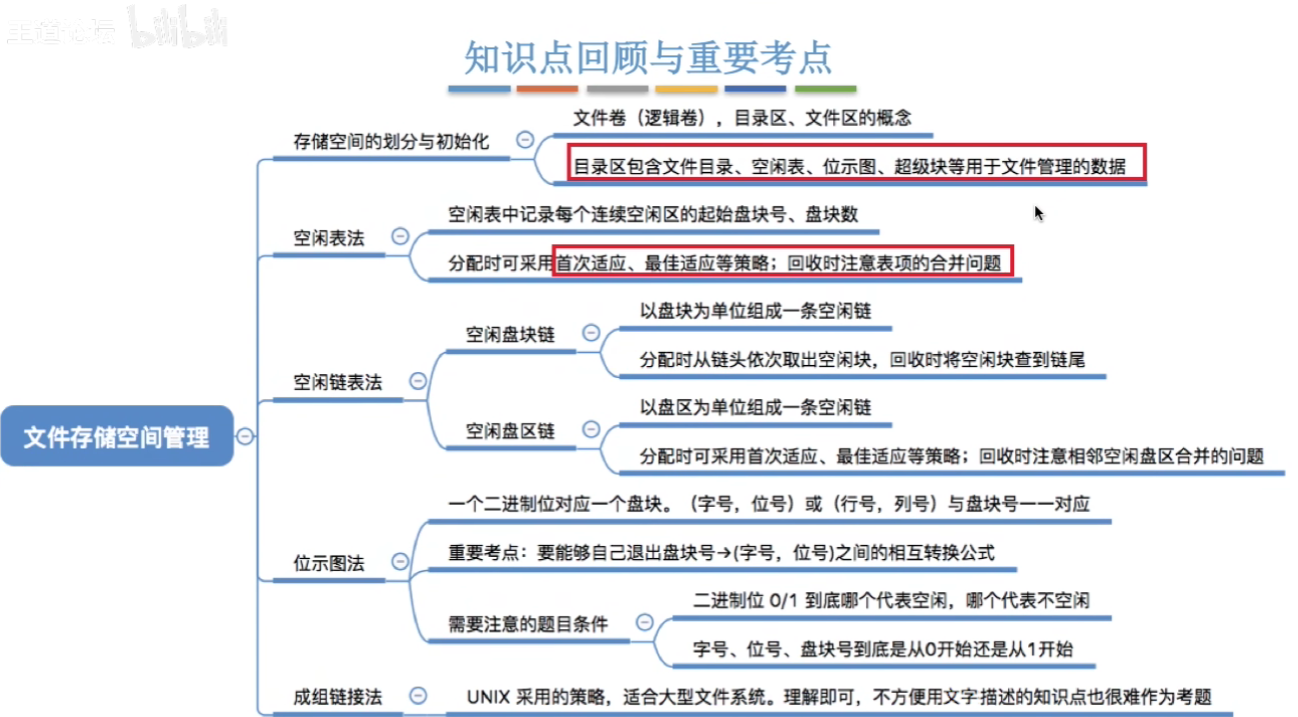 王道论坛 bilibili
知识点回顾与重要考点
文件卷（逻辑卷），目录区、文件区的概念
存储空间的划分与初始化
目录区包含文件目录、空闲表、位示图、超级块等用于文件管理的数据
空闲表中记录每个连续空闲区的起始盘块号、盘块数
空闲表法
分配时可采用首次适应、最佳适应等策略；回收时注意表项的合并问题
以盘块为单位组成一条空闲链
空闲盘块链
分配时从链头依次取出空闲块，回收时将空闲块查到链尾
空闲链表法
以盘区为单位组成一条空闲链
空闲盘区链
分配时可采用首次适应、最佳适应等策略；回收时注意相邻空闲盘区合并的问题
文件存储空间管理
一个二进制位对应一个盘块。（字号，位号）或（行号，列号）与盘块号一一对应
位示图法
重要考点：要能够自己退出盘块号→(字号，位号)之间的相互转换公式
二进制位 0/1 到底哪个代表空闲，哪个代表不空闲
需要注意的题目条件
字号、位号、盘块号到底是从0开始还是从1开始
成组链接法
UNIX 采用的策略，适合大型文件系统。理解即可，不方便用文字描述的知识点也很难作为考题